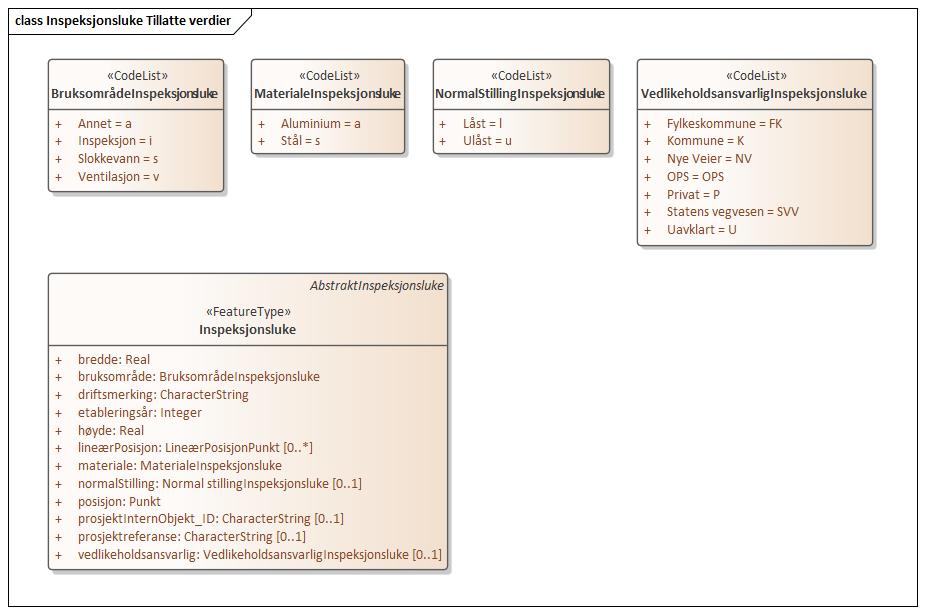 class Inspeksjonsluke Tillatte verdier
«CodeList»
BruksområdeInspeksjonsluke
+ Annet = a
+ Inspeksjon = i
+ Slokkevann = s
+ Ventilasjon = v
«CodeList»
MaterialeInspeksjonsluke
+ Aluminium = a
+ Stål = s
«CodeList»
NormalStillingInspeksjonsluke
+ Låst = l
+ Ulåst = u
«CodeList»
VedlikeholdsansvarligInspeksjonsluke
+ Fylkeskommune = FK
+ Kommune = K
+ Nye Veier = NV
+ OPS = OPS
+ Privat = P
+ Statens vegvesen = SVV
+ Uavklart = U
AbstraktInspeksjonsluke
«FeatureType»
Inspeksjonsluke
+ bredde: Real
+ bruksområde: BruksområdeInspeksjonsluke
+ driftsmerking: CharacterString
+ etableringsår: Integer
+ høyde: Real
+ lineærPosisjon: LineærPosisjonPunkt [0..*]
+ materiale: MaterialeInspeksjonsluke
+ normalStilling: Normal stillingInspeksjonsluke [0..1]
+ posisjon: Punkt
+ prosjektInternObjekt_ID: CharacterString [0..1]
+ prosjektreferanse: CharacterString [0..1]
+ vedlikeholdsansvarlig: VedlikeholdsansvarligInspeksjonsluke [0..1]